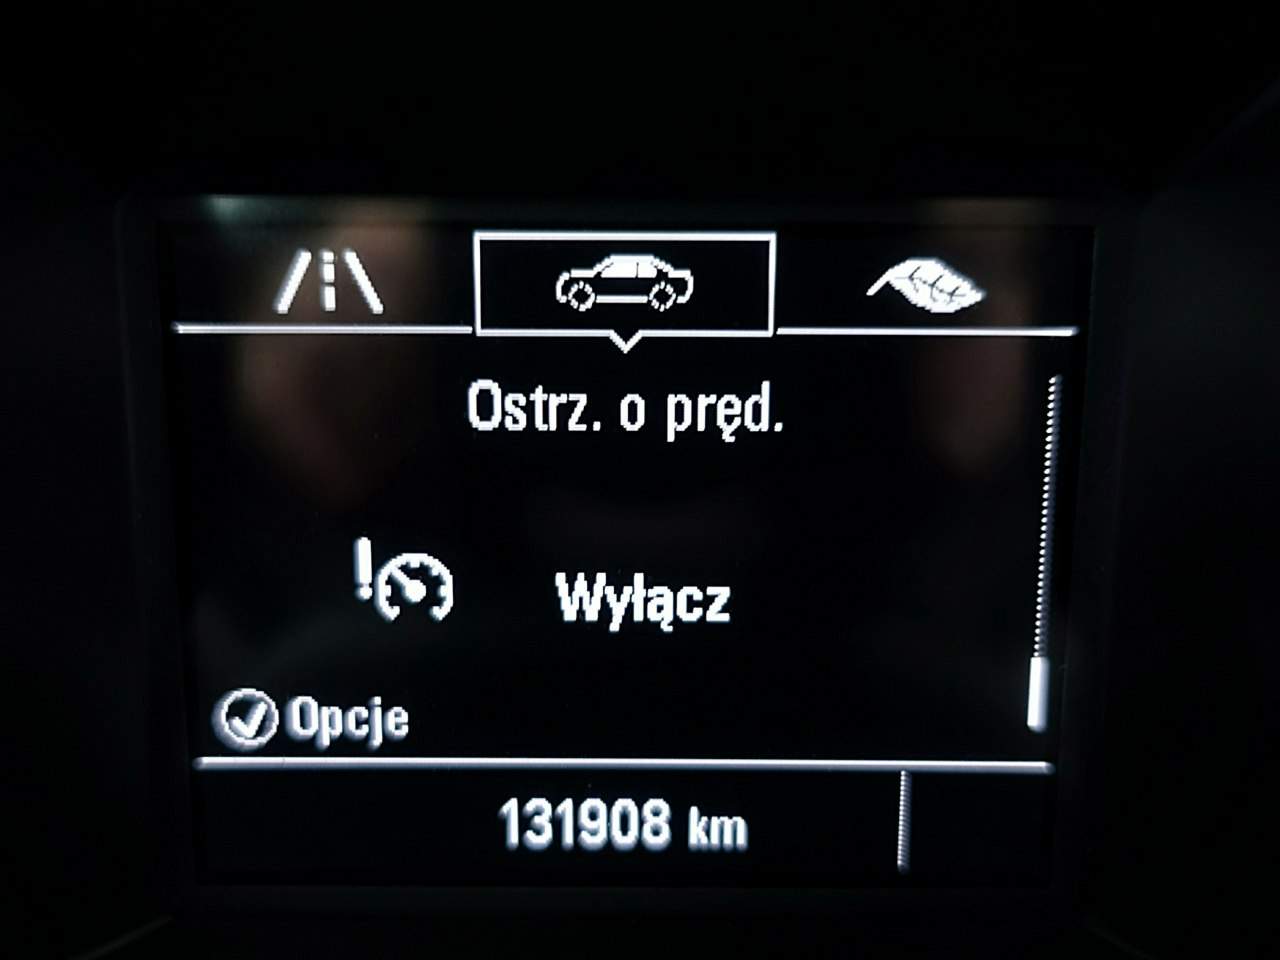 Ostrz. o pręd.
Wyłącz
Opcje
131908 km